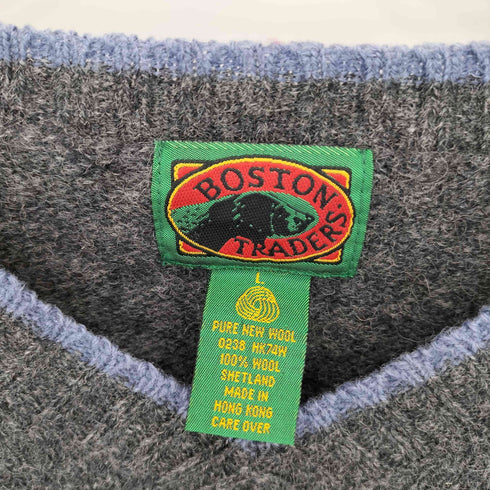 BOSTON
TRADERS
L
PURE NEW WOOL
0238 HK74W
100% WOOL
SHETLAND
MADE IN
HONG KONG
CARE OVER